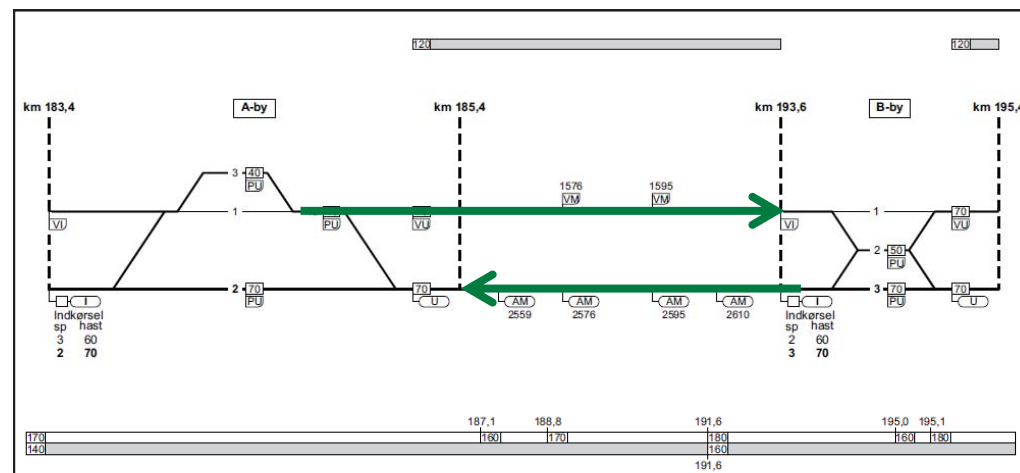 120 120
km 183,4 A-by km 185,4 km 193,6 B-by km 195,4
3 40
PU
1576 1595
VM VM
1 1 70
VI PU VU VI VU
2 50
PU
2 70 70 3 70 70
PU U PU U
I AM AM AM AM I
2559 2576 2595 2610
Indkørsel Indkørsel
sp hast sp hast
3 60 2 60
2 70 3 70
187,1 188,8 191,6 195,0 195,1
170 160 170 180 160 180
140 160
191,6